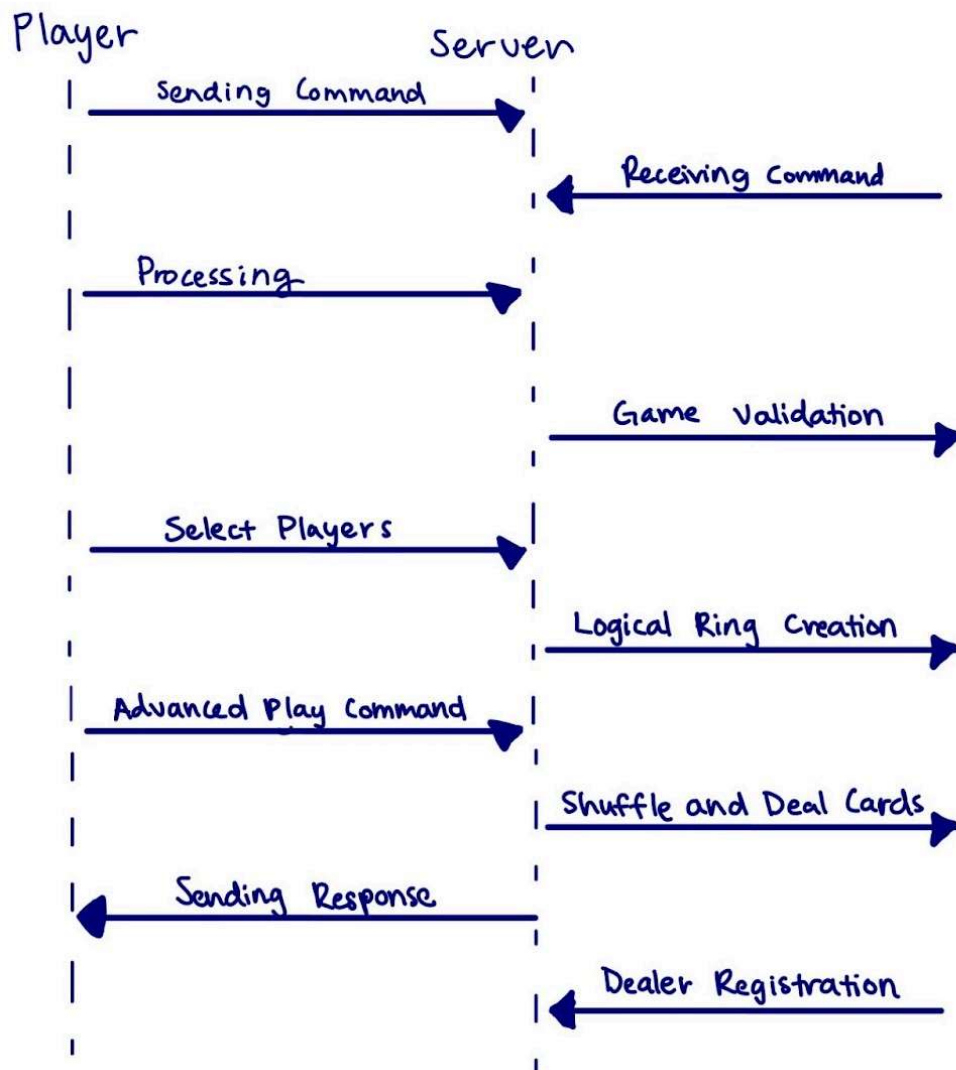 Player
Server
Sending Command
Receiving Command
Processing
Game Validation
Select Players
Logical Ring Creation
Advanced Play Command
Shuffle and Deal Cards
Sending Response
Dealer Registration